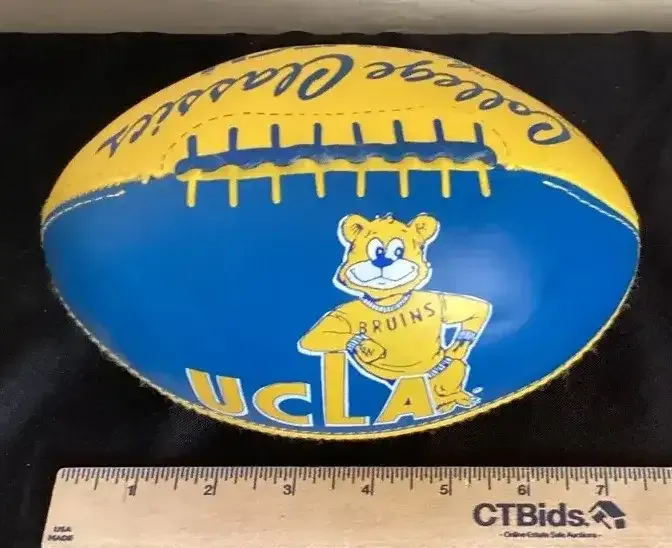 College Classics
BRUINS
UCLA
1 2 3 4 5 6 7
USA
MADE
CTBids.
- Online Estate Sale Auctions -